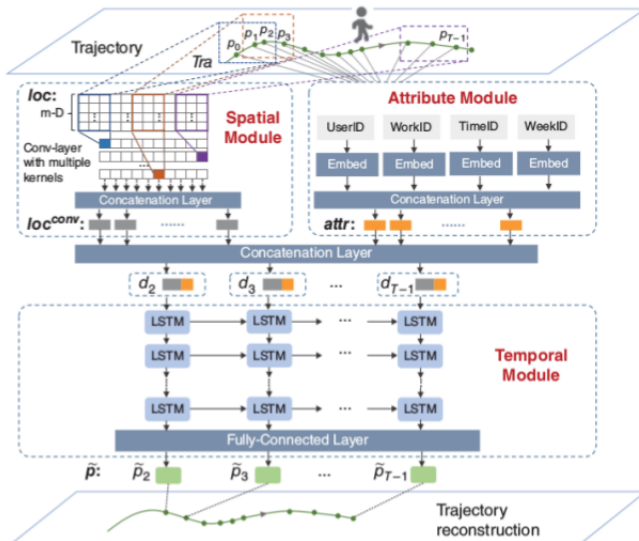 Trajectory
p0 p1 p2 p3
pT−1
Tra
loc:
m-D
Spatial
Module
Conv-layer
with multiple
kernels
...
Concatenation Layer
loc^conv:
......
Attribute Module
UserID WorkID TimeID WeekID
Embed Embed Embed Embed
Concatenation Layer
attr:
......
Concatenation Layer
d2 d3 ... dT−1
LSTM LSTM ... LSTM
LSTM LSTM ... LSTM
Temporal
Module
LSTM LSTM ... LSTM
Fully-Connected Layer
p̃: p̃2 p̃3 ... p̃T−1
Trajectory
reconstruction